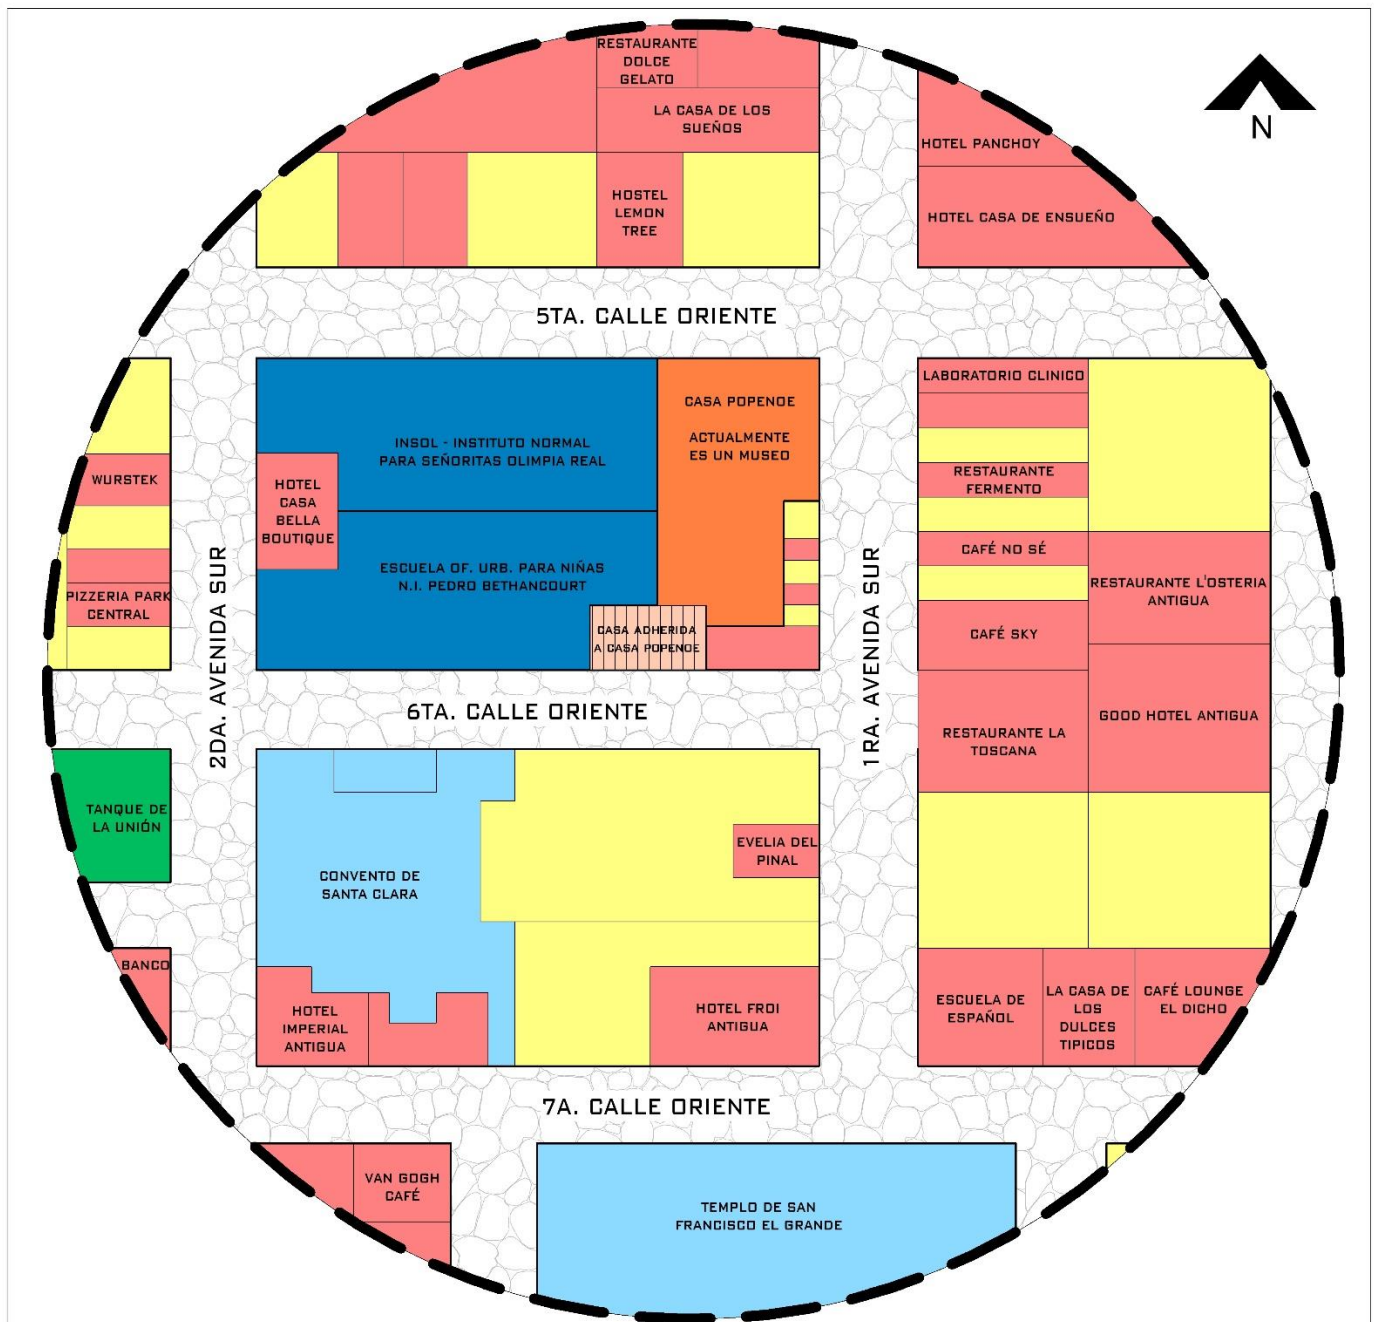 RESTAURANTE
DOLCE
GELATO
LA CASA DE LOS
SUEÑOS
N
HOTEL PANCHOY
HOTEL CASA DE ENSUEÑO
HOSTEL
LEMON
TREE
5TA. CALLE ORIENTE
LABORATORIO CLINICO
CASA POPENOE
ACTUALMENTE
ES UN MUSEO
INSOL - INSTITUTO NORMAL
PARA SEÑORITAS OLIMPIA REAL
WURSTEK
HOTEL
CASA
BELLA
BOUTIQUE
RESTAURANTE
FERMENTO
2DA. AVENIDA SUR
1RA. AVENIDA SUR
CAFÉ NO SÉ
ESCUELA OF. URB. PARA NIÑAS
N.I. PEDRO BETHANCOURT
RESTAURANTE L'OSTERIA
ANTIGUA
PIZZERIA PARK
CENTRAL
CASA ADHERIDA
A CASA POPENOE
CAFÉ SKY
6TA. CALLE ORIENTE
GOOD HOTEL ANTIGUA
RESTAURANTE LA
TOSCANA
TANQUE DE
LA UNIÓN
EVELIA DEL
PINAL
CONVENTO DE
SANTA CLARA
BANCO
HOTEL
IMPERIAL
ANTIGUA
HOTEL FROI
ANTIGUA
ESCUELA DE
ESPAÑOL
LA CASA DE
LOS
DULCES
TIPICOS
CAFÉ LOUNGE
EL DICHO
7A. CALLE ORIENTE
VAN GOGH
CAFÉ
TEMPLO DE SAN
FRANCISCO EL GRANDE